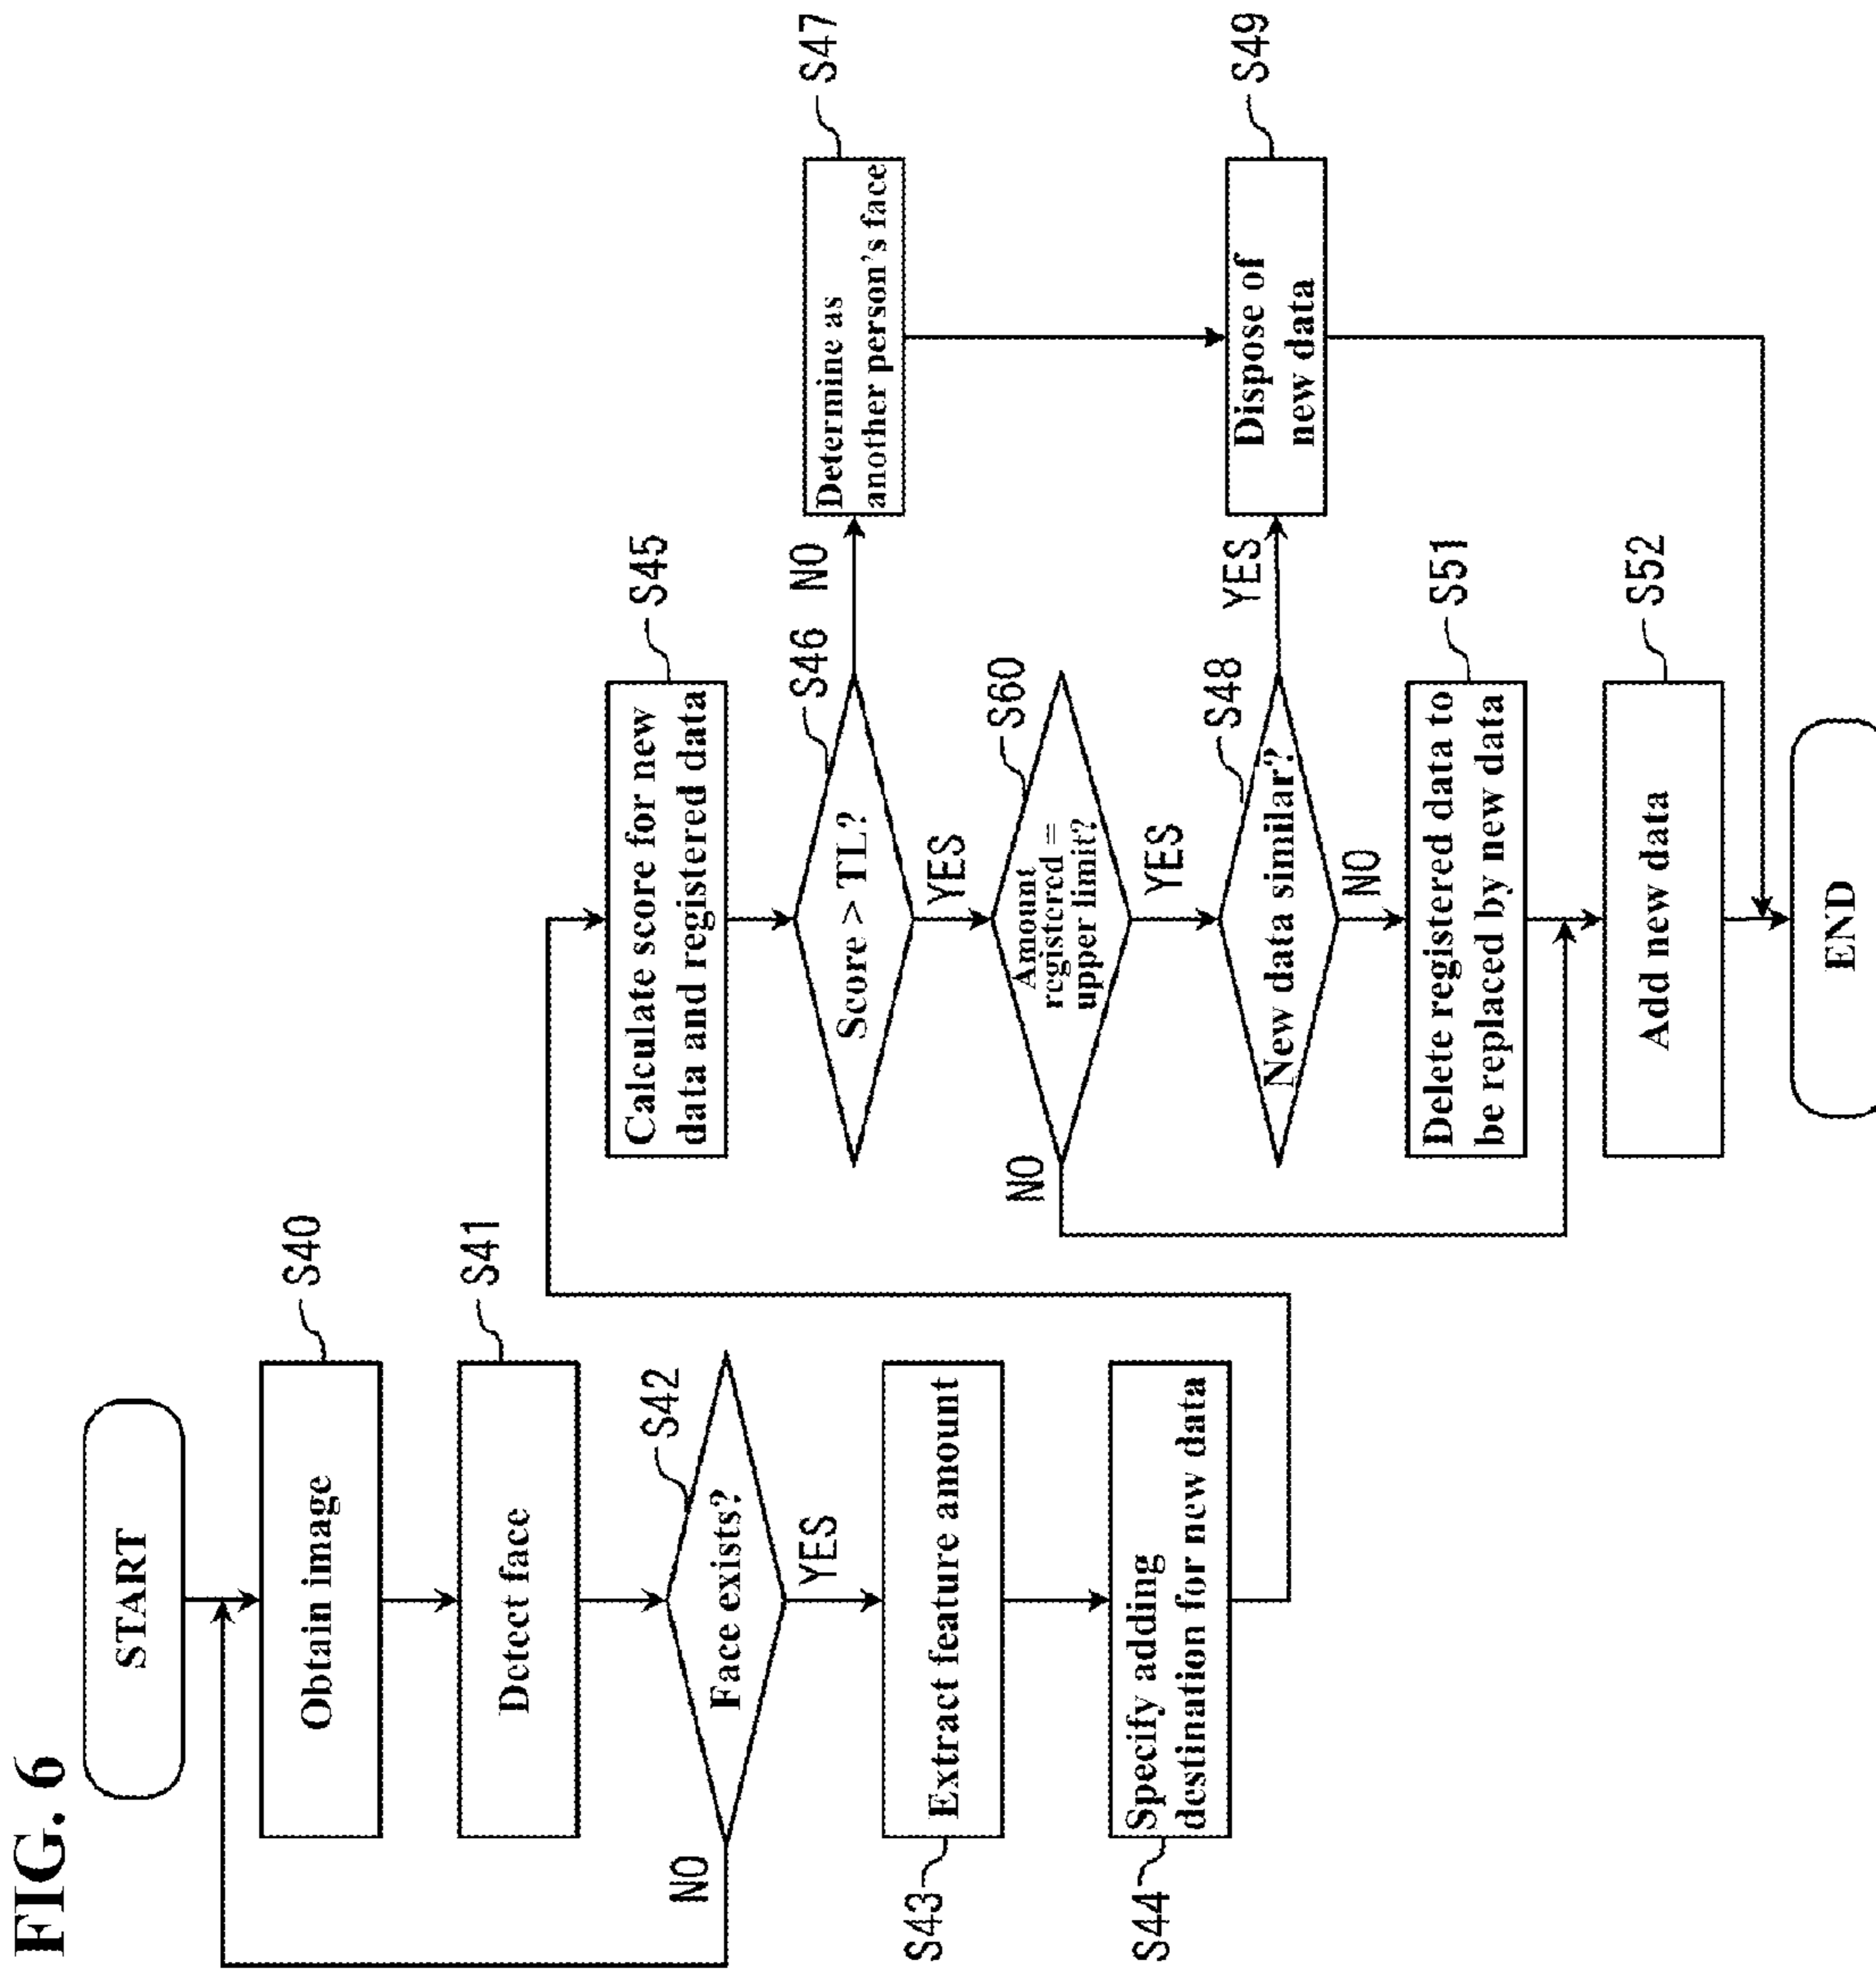 FIG. 6
START
Obtain image
S40
Detect face
S41
Face exists?
S42
NO
YES
Extract feature amount
S43
Specify adding
destination for new data
S44
Calculate score for new
data and registered data
S45
Score > TL?
S46
NO
YES
Determine as
another person's face
S47
Amount
registered =
upper limit?
S60
NO
YES
New data similar?
S48
YES
NO
Dispose of
new data
S49
Delete registered data to
be replaced by new data
S51
Add new data
S52
END